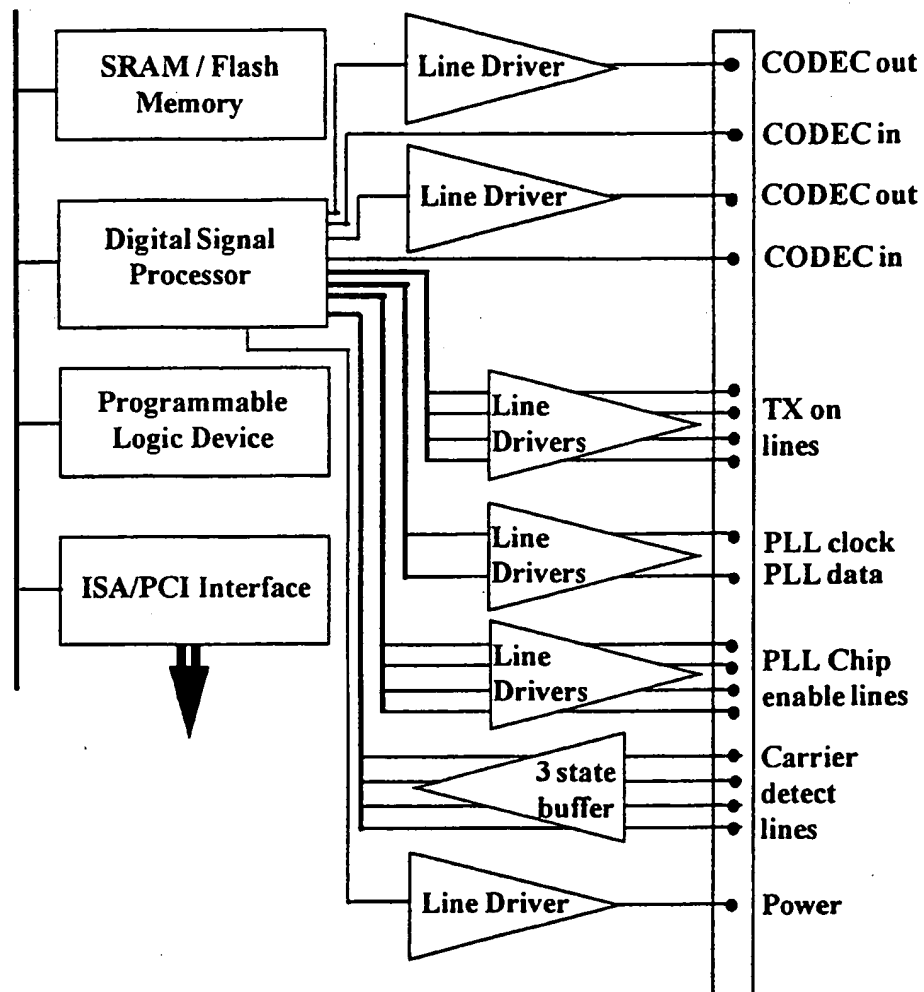 SRAM / Flash
Memory
Line Driver
CODEC out
CODEC in
Line Driver
CODEC out
Digital Signal
Processor
CODEC in
Programmable
Logic Device
Line
Drivers
TX on
lines
Line
Drivers
PLL clock
PLL data
ISA/PCI Interface
Line
Drivers
PLL Chip
enable lines
3 state
buffer
Carrier
detect
lines
Line Driver
Power